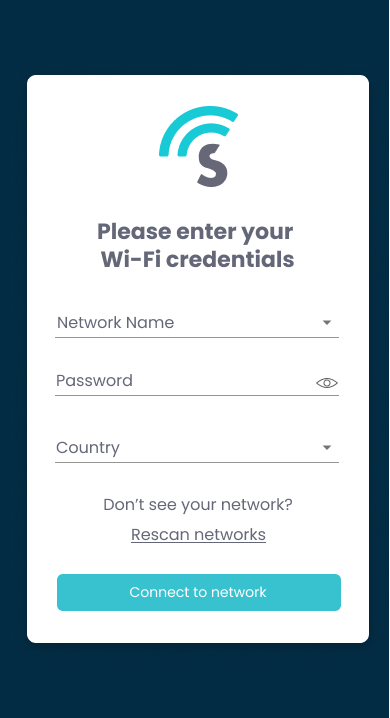 S
Please enter your
Wi-Fi credentials
Network Name
Password
Country
Don’t see your network?
Rescan networks
Connect to network